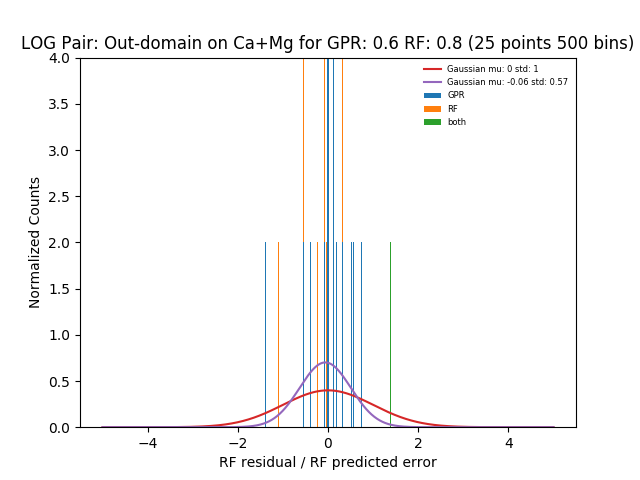 LOG Pair: Out-domain on Ca+Mg for GPR: 0.6 RF: 0.8 (25 points 500 bins)
Gaussian mu: 0 std: 1
Gaussian mu: -0.06 std: 0.57
GPR
RF
both
Normalized Counts
4.0
3.5
3.0
2.5
2.0
1.5
1.0
0.5
0.0
−4 −2 0 2 4
RF residual / RF predicted error